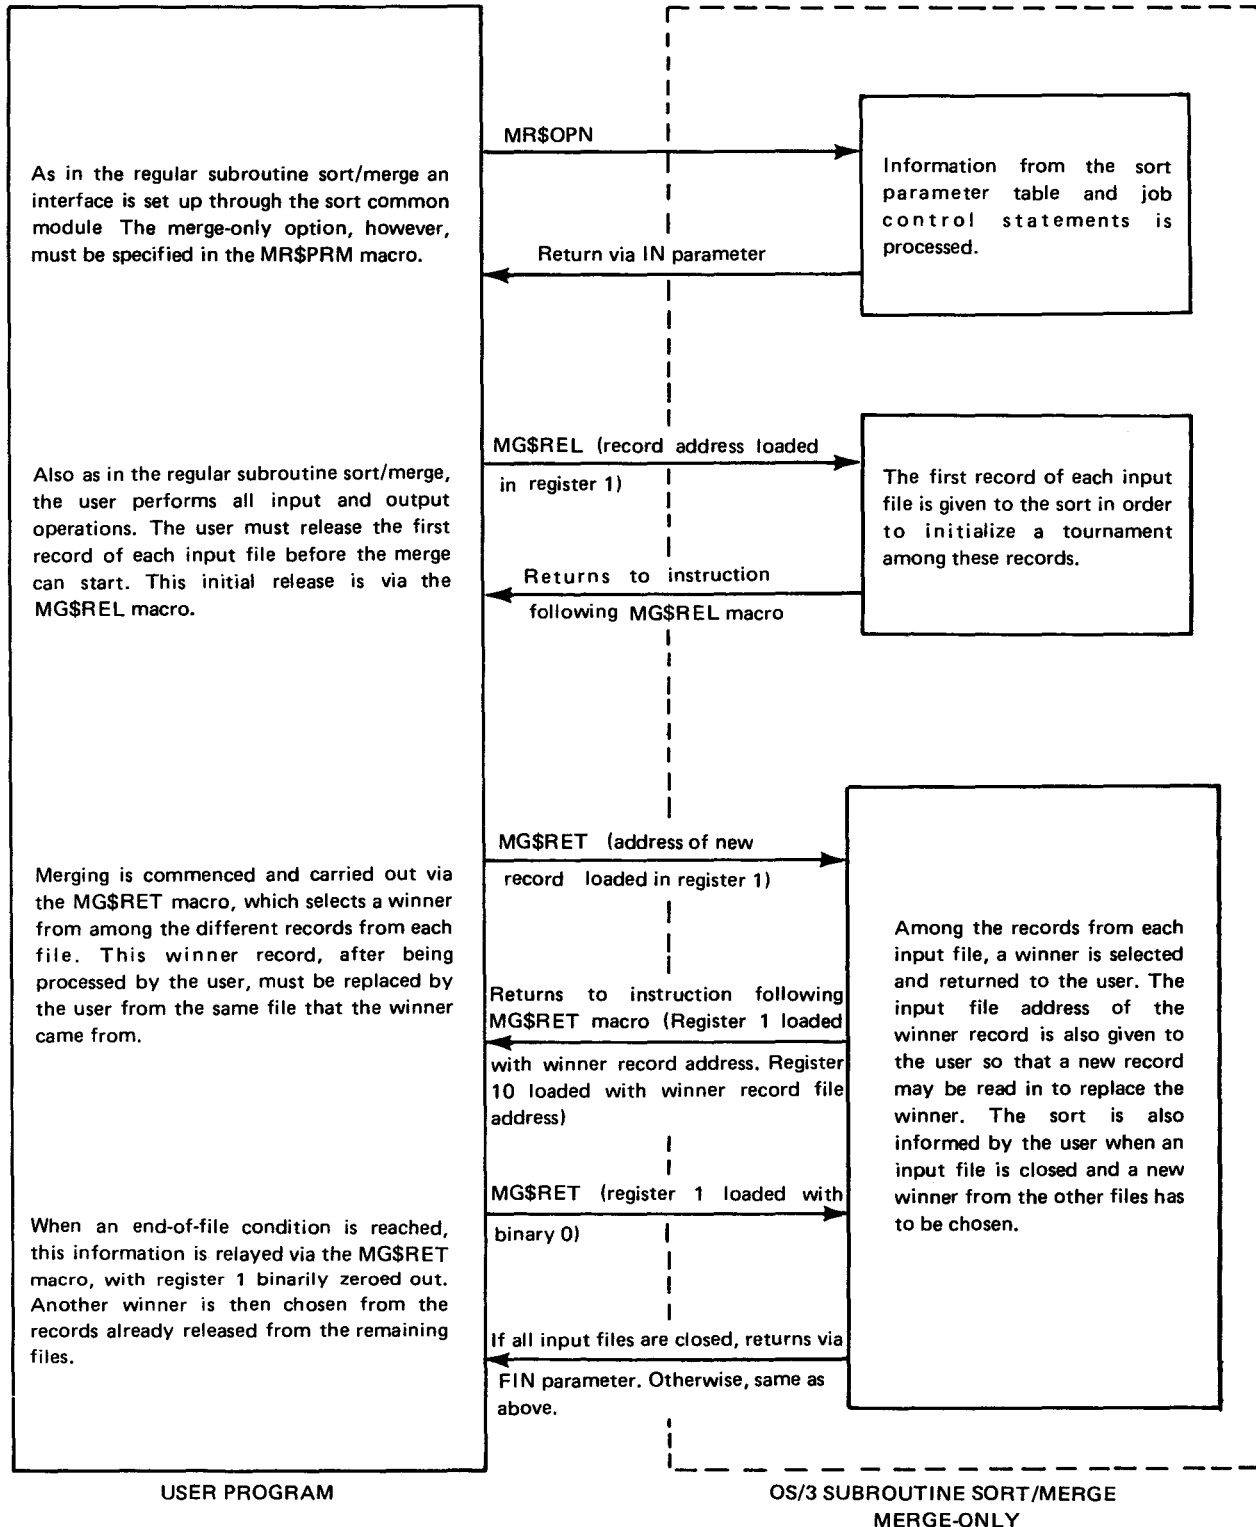 MR$OPN
As in the regular subroutine sort/merge an
interface is set up through the sort common
module The merge-only option, however,
must be specified in the MR$PRM macro.
Information from the sort
parameter table and job
control statements is
processed.
Return via IN parameter
MG$REL (record address loaded
in register 1)
Also as in the regular subroutine sort/merge,
the user performs all input and output
operations. The user must release the first
record of each input file before the merge
can start. This initial release is via the
MG$REL macro.
The first record of each input
file is given to the sort in order
to initialize a tournament
among these records.
Returns to instruction
following MG$REL macro
MG$RET (address of new
record loaded in register 1)
Merging is commenced and carried out via
the MG$RET macro, which selects a winner
from among the different records from each
file. This winner record, after being
processed by the user, must be replaced by
the user from the same file that the winner
came from.
Returns to instruction following
MG$RET macro (Register 1 loaded
with winner record address. Register
10 loaded with winner record file
address)
Among the records from each
input file, a winner is selected
and returned to the user. The
input file address of the
winner record is also given to
the user so that a new record
may be read in to replace the
winner. The sort is also
informed by the user when an
input file is closed and a new
winner from the other files has
to be chosen.
MG$RET (register 1 loaded with
binary 0)
When an end-of-file condition is reached,
this information is relayed via the MG$RET
macro, with register 1 binarily zeroed out.
Another winner is then chosen from the
records already released from the remaining
files.
If all input files are closed, returns via
FIN parameter. Otherwise, same as
above.
USER PROGRAM
OS/3 SUBROUTINE SORT/MERGE
MERGE-ONLY